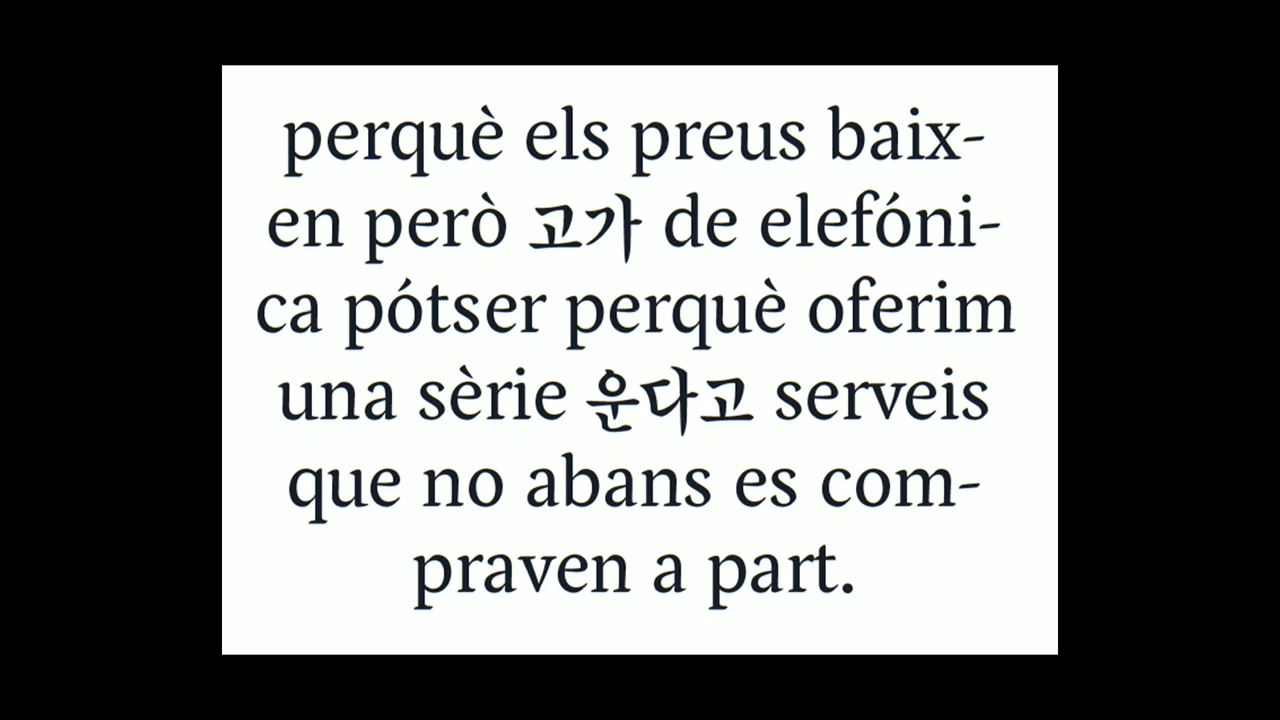 perquè els preus baix-
en però 고가 de elefóni-
ca pótser perquè oferim
una sèrie 운다고 serveis
que no abans es com-
praven a part.